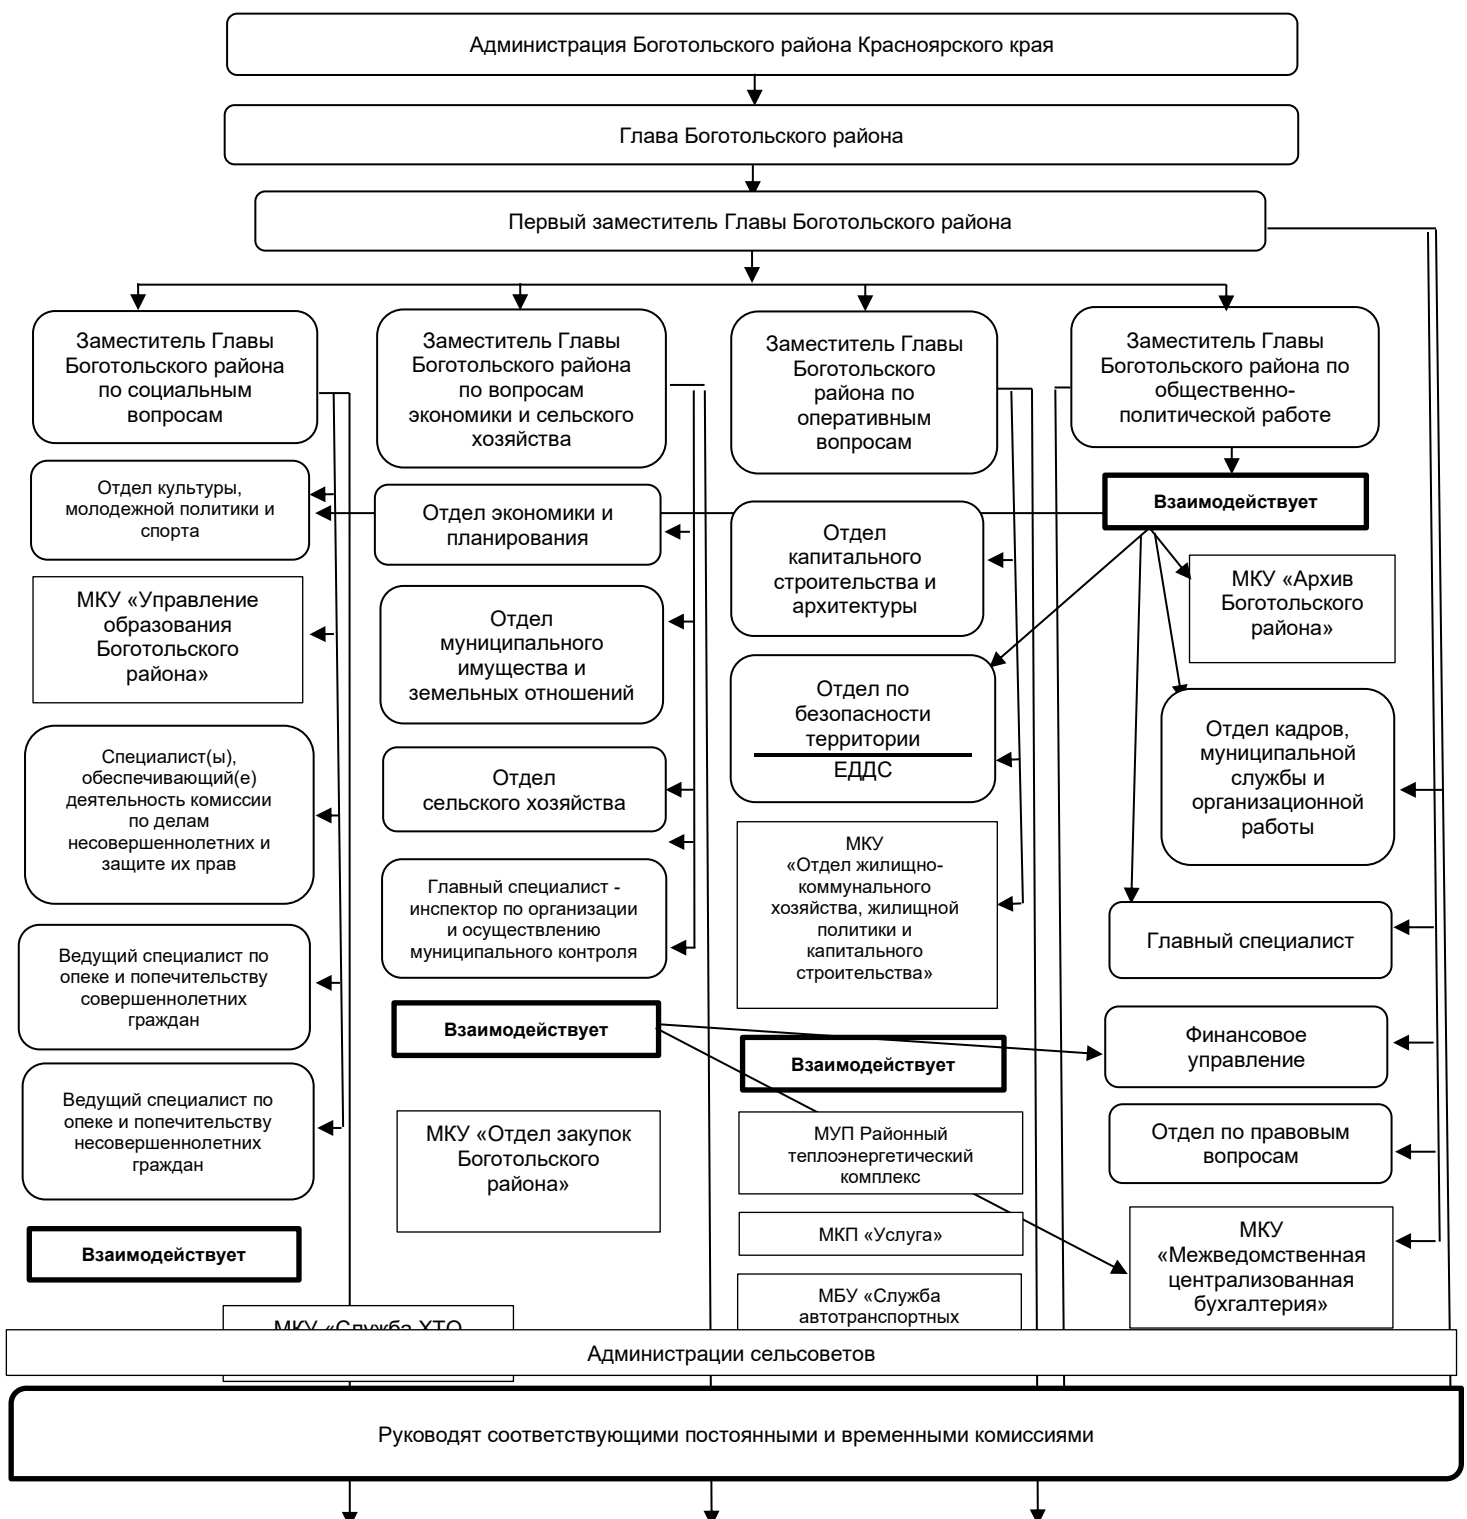 Администрация Боготольского района Красноярского края
Глава Боготольского района
Первый заместитель Главы Боготольского района
Заместитель Главы
Боготольского района
по социальным
вопросам
Заместитель Главы
Боготольского района
по вопросам
экономики и сельского
хозяйства
Заместитель Главы
Боготольского
района по
оперативным
вопросам
Заместитель Главы
Боготольского района по
общественно-
политической работе
Отдел культуры,
молодежной политики и
спорта
МКУ «Управление
образования
Боготольского
района»
Специалист(ы),
обеспечивающий(е)
деятельность комиссии
по делам
несовершеннолетних и
защите их прав
Ведущий специалист по
опеке и попечительству
совершеннолетних
граждан
Ведущий специалист по
опеке и попечительству
несовершеннолетних
граждан
Взаимодействует
МКУ «Служба ХТО
Отдел экономики и
планирования
Отдел
муниципального
имущества и
земельных отношений
Отдел
сельского хозяйства
Главный специалист -
инспектор по организации
и осуществлению
муниципального контроля
Взаимодействует
МКУ «Отдел закупок
Боготольского
района»
Отдел
капитального
строительства и
архитектуры
Отдел по
безопасности
территории
ЕДДС
МКУ
«Отдел жилищно-
коммунального
хозяйства, жилищной
политики и
капитального
строительства»
Взаимодействует
МУП Районный
теплоэнергетический
комплекс
МКП «Услуга»
МБУ «Служба
автотранспортных
Взаимодействует
МКУ «Архив
Боготольского
района»
Отдел кадров,
муниципальной
службы и
организационной
работы
Главный специалист
Финансовое
управление
Отдел по правовым
вопросам
МКУ
«Межведомственная
централизованная
бухгалтерия»
Администрации сельсоветов
Руководят соответствующими постоянными и временными комиссиями